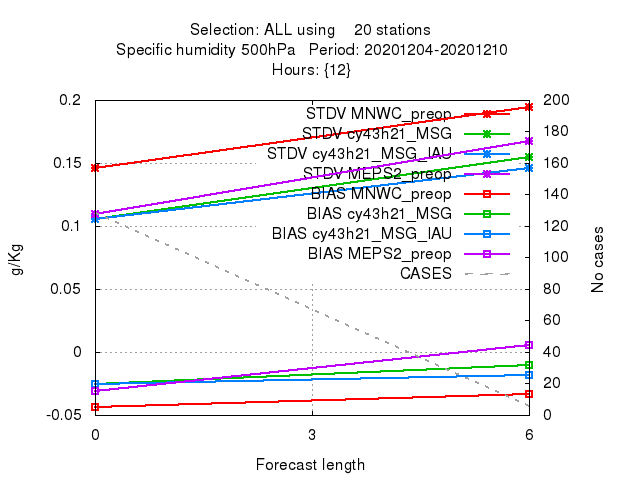 Selection: ALL using    20 stations
Specific humidity 500hPa   Period: 20201204-20201210
Hours: {12}
0.2
0.15
0.1
0.05
0
-0.05
g/Kg
STDV MNWC_preop
STDV cy43h21_MSG
STDV cy43h21_MSG_IAU
STDV MEPS2_preop
BIAS MNWC_preop
BIAS cy43h21_MSG
BIAS cy43h21_MSG_IAU
BIAS MEPS2_preop
CASES
200
180
160
140
120
100
80
60
40
20
0
No cases
0 3 6
Forecast length